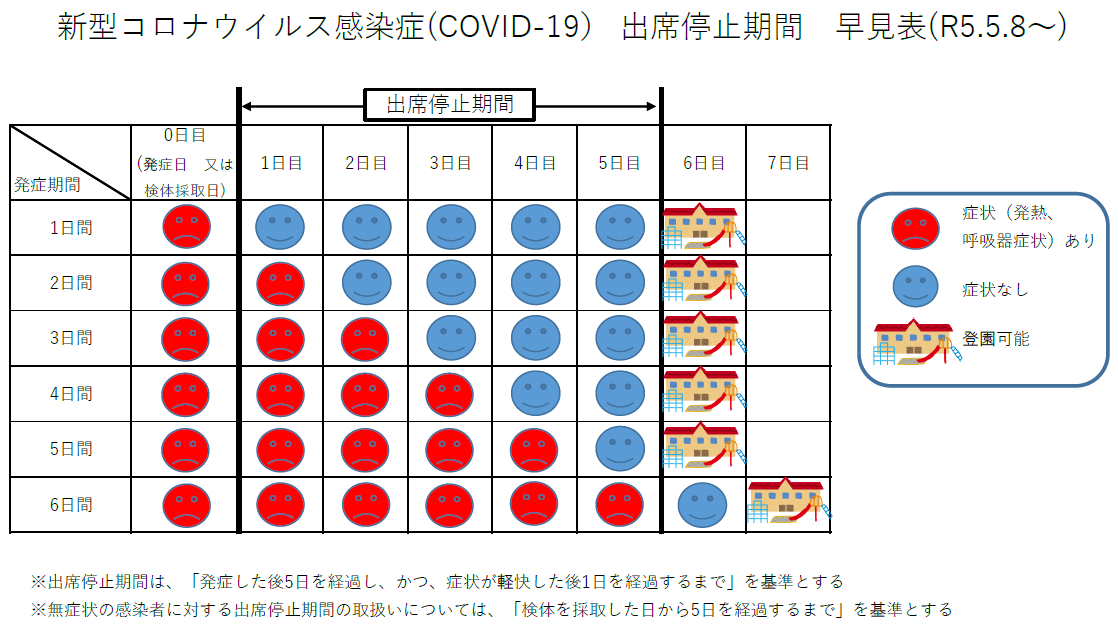 新型コロナウイルス感染症(COVID-19)　出席停止期間　早見表(R5.5.8～)
出席停止期間
発症期間
0日目
(発症日　又は
検体採取日)
1日目
2日目
3日目
4日目
5日目
6日目
7日目
1日間
2日間
3日間
4日間
5日間
6日間
症状（発熱、
呼吸器症状）あり
症状なし
登園可能
※出席停止期間は、「発症した後5日を経過し、かつ、症状が軽快した後1日を経過するまで」を基準とする
※無症状の感染者に対する出席停止期間の取扱いについては、「検体を採取した日から5日を経過するまで」を基準とする